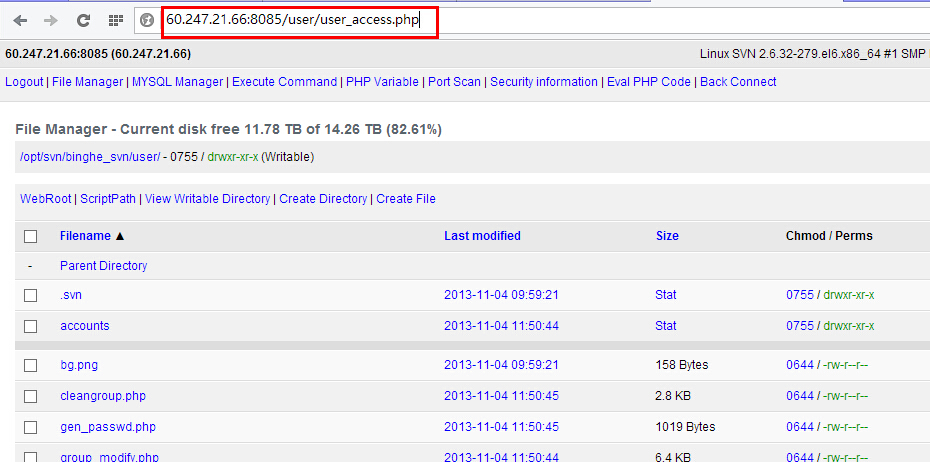 60.247.21.66:8085/user/user_access.php
60.247.21.66:8085 (60.247.21.66) Linux SVN 2.6.32-279.el6.x86_64 #1 SMP
Logout | File Manager | MYSQL Manager | Execute Command | PHP Variable | Port Scan | Security information | Eval PHP Code | Back Connect
File Manager - Current disk free 11.78 TB of 14.26 TB (82.61%)
/opt/svn/binghe_svn/user/ - 0755 / drwxr-xr-x (Writable)
WebRoot | ScriptPath | View Writable Directory | Create Directory | Create File
Filename ▲ Last modified Size Chmod / Perms
- Parent Directory
.svn 2013-11-04 09:59:21 Stat 0755 / drwxr-xr-x
accounts 2013-11-04 11:50:44 Stat 0755 / drwxr-xr-x
bg.png 2013-11-04 09:59:21 158 Bytes 0644 / -rw-r--r--
cleangroup.php 2013-11-04 11:50:45 2.8 KB 0644 / -rw-r--r--
gen_passwd.php 2013-11-04 11:50:45 1019 Bytes 0644 / -rw-r--r--
group_modify.php 2013-11-04 11:50:45 6.4 KB 0644 / -rw-r--r--